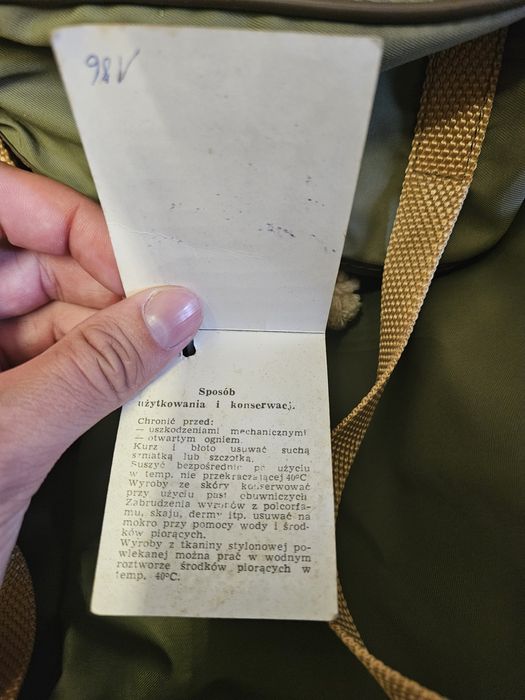 186
Sposób
użytkowania i konserwacj.
Chronić przed:
— uszkodzeniami mechanicznymi
— otwartym ogniem.
Kurz i błoto usuwać suchą
szmatką lub szczotką.
Suszyć bezpośrednio po użyciu
w temp. nie przekraczającej 40°C
Wyroby ze skóry konserwować
przy użyciu past obuwniczych
Zabrudzenia wyrobów z polcorfa-
mu, skaju, dermy itp. usuwać na
mokro przy pomocy wody i środ-
ków piorących.
Wyroby z tkaniny stylonowej po-
wlekanej można prać w wodnym
roztworze środków piorących w
temp. 40°C.